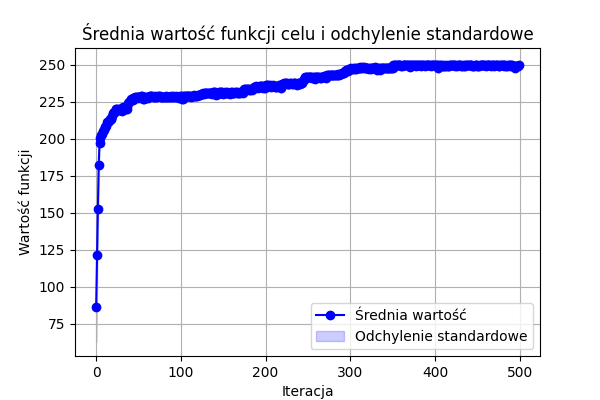 Średnia wartość funkcji celu i odchylenie standardowe
Wartość funkcji
250
225
200
175
150
125
100
75
0
100
200
300
400
500
Iteracja
Średnia wartość
Odchylenie standardowe